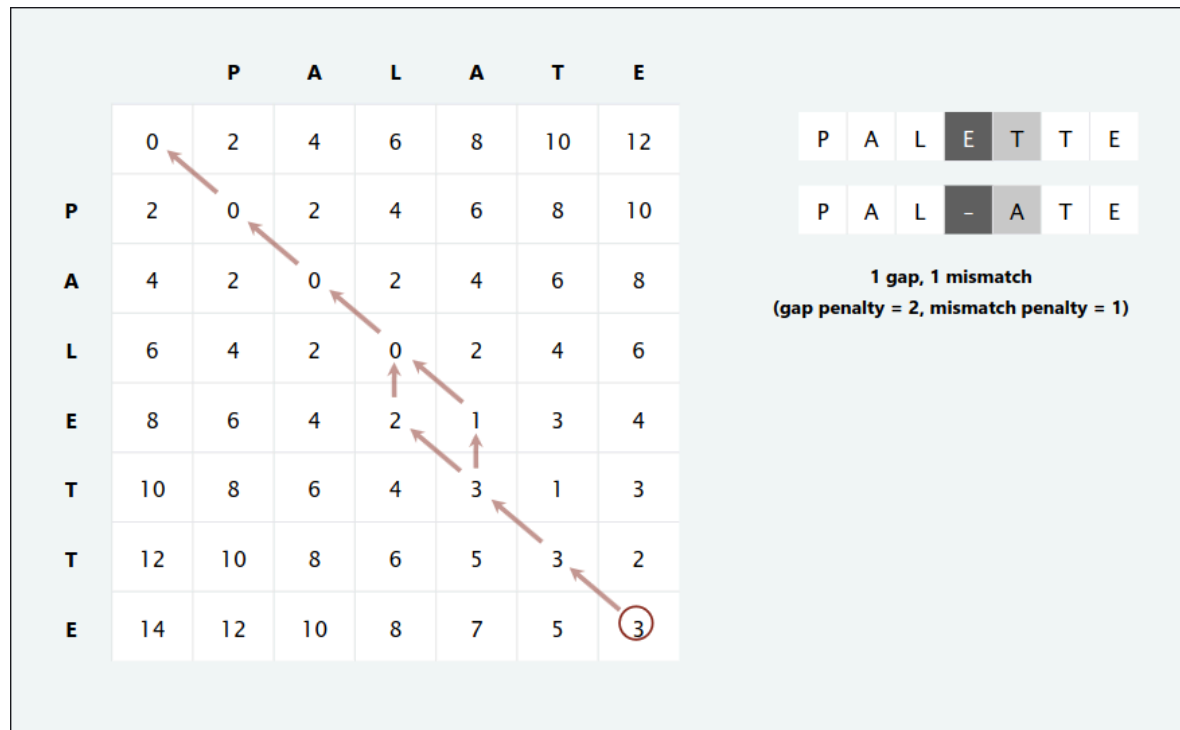 P A L A T E
0 2 4 6 8 10 12
P 2 0 2 4 6 8 10
A 4 2 0 2 4 6 8
L 6 4 2 0 2 4 6
E 8 6 4 2 1 3 4
T 10 8 6 4 3 1 3
T 12 10 8 6 5 3 2
E 14 12 10 8 7 5 3
P A L E T T E
P A L – A T E
1 gap, 1 mismatch
(gap penalty = 2, mismatch penalty = 1)